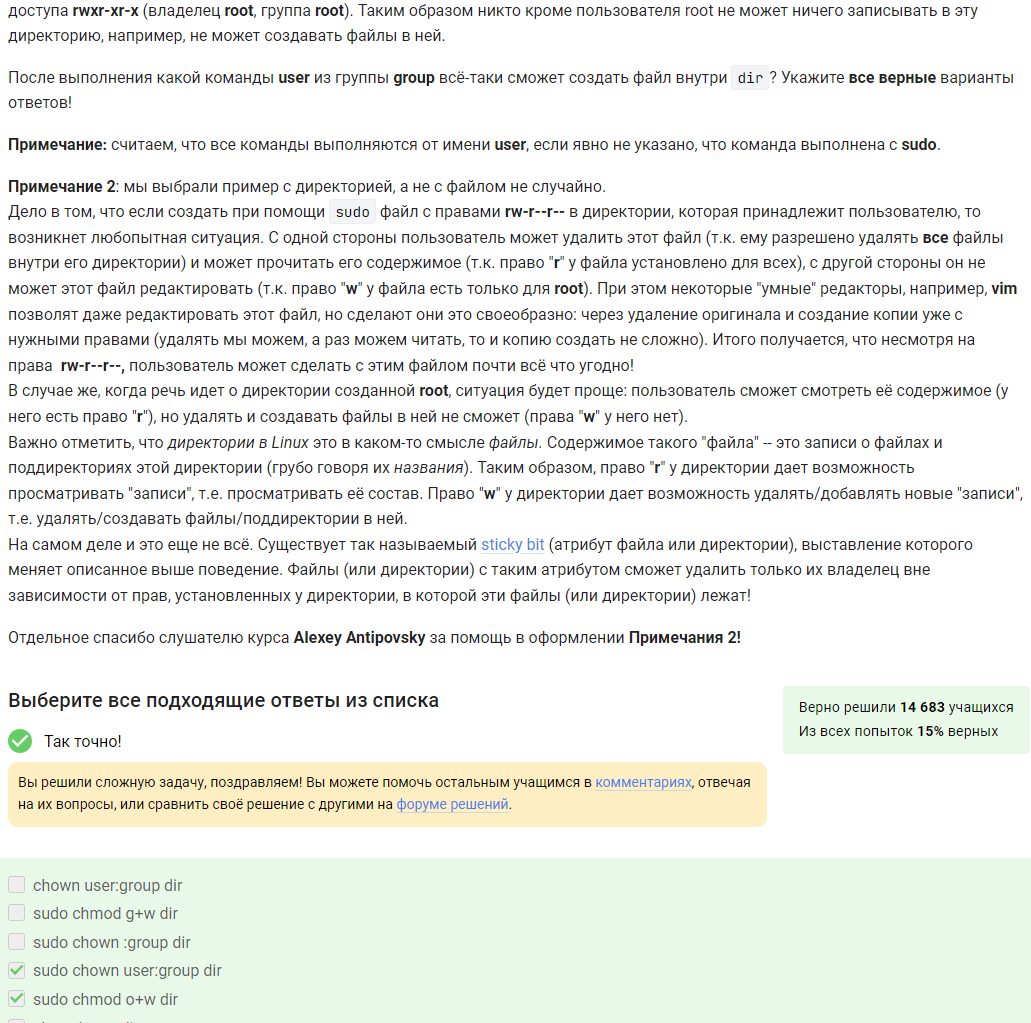 доступа rwxr-xr-x (владелец root, группа root). Таким образом никто кроме пользователя root не может ничего записывать в эту
директорию, например, не может создавать файлы в ней.
После выполнения какой команды user из группы group всё-таки сможет создать файл внутри dir ? Укажите все верные варианты
ответов!
Примечание: считаем, что все команды выполняются от имени user, если явно не указано, что команда выполнена с sudo.
Примечание 2: мы выбрали пример с директорией, а не с файлом не случайно.
Дело в том, что если создать при помощи sudo файл с правами rw-r--r-- в директории, которая принадлежит пользователю, то
возникнет любопытная ситуация. С одной стороны пользователь может удалить этот файл (т.к. ему разрешено удалять все файлы
внутри его директории) и может прочитать его содержимое (т.к. право "r" у файла установлено для всех), с другой стороны он не
может этот файл редактировать (т.к. право "w" у файла есть только для root). При этом некоторые "умные" редакторы, например, vim
позволят даже редактировать этот файл, но сделают они это своеобразно: через удаление оригинала и создание копии уже с
нужными правами (удалять мы можем, а раз можем читать, то и копию создать не сложно). Итого получается, что несмотря на
права rw-r--r--, пользователь может сделать с этим файлом почти всё что угодно!
В случае же, когда речь идет о директории созданной root, ситуация будет проще: пользователь сможет смотреть её содержимое (у
него есть право "r"), но удалять и создавать файлы в ней не сможет (права "w" у него нет).
Важно отметить, что директории в Linux это в каком-то смысле файлы. Содержимое такого "файла" -- это записи о файлах и
поддиректориях этой директории (грубо говоря их названия). Таким образом, право "r" у директории дает возможность
просматривать "записи", т.е. просматривать её состав. Право "w" у директории дает возможность удалять/добавлять новые "записи",
т.е. удалять/создавать файлы/поддиректории в ней.
На самом деле и это еще не всё. Существует так называемый sticky bit (атрибут файла или директории), выставление которого
меняет описанное выше поведение. Файлы (или директории) с таким атрибутом сможет удалить только их владелец вне
зависимости от прав, установленных у директории, в которой эти файлы (или директории) лежат!
Отдельное спасибо слушателю курса Alexey Antipovsky за помощь в оформлении Примечания 2!
Выберите все подходящие ответы из списка
Верно решили 14 683 учащихся
Из всех попыток 15% верных
Так точно!
Вы решили сложную задачу, поздравляем! Вы можете помочь остальным учащимся в комментариях, отвечая
на их вопросы, или сравнить своё решение с другими на форуме решений.
chown user:group dir
sudo chmod g+w dir
sudo chown :group dir
sudo chown user:group dir
sudo chmod o+w dir